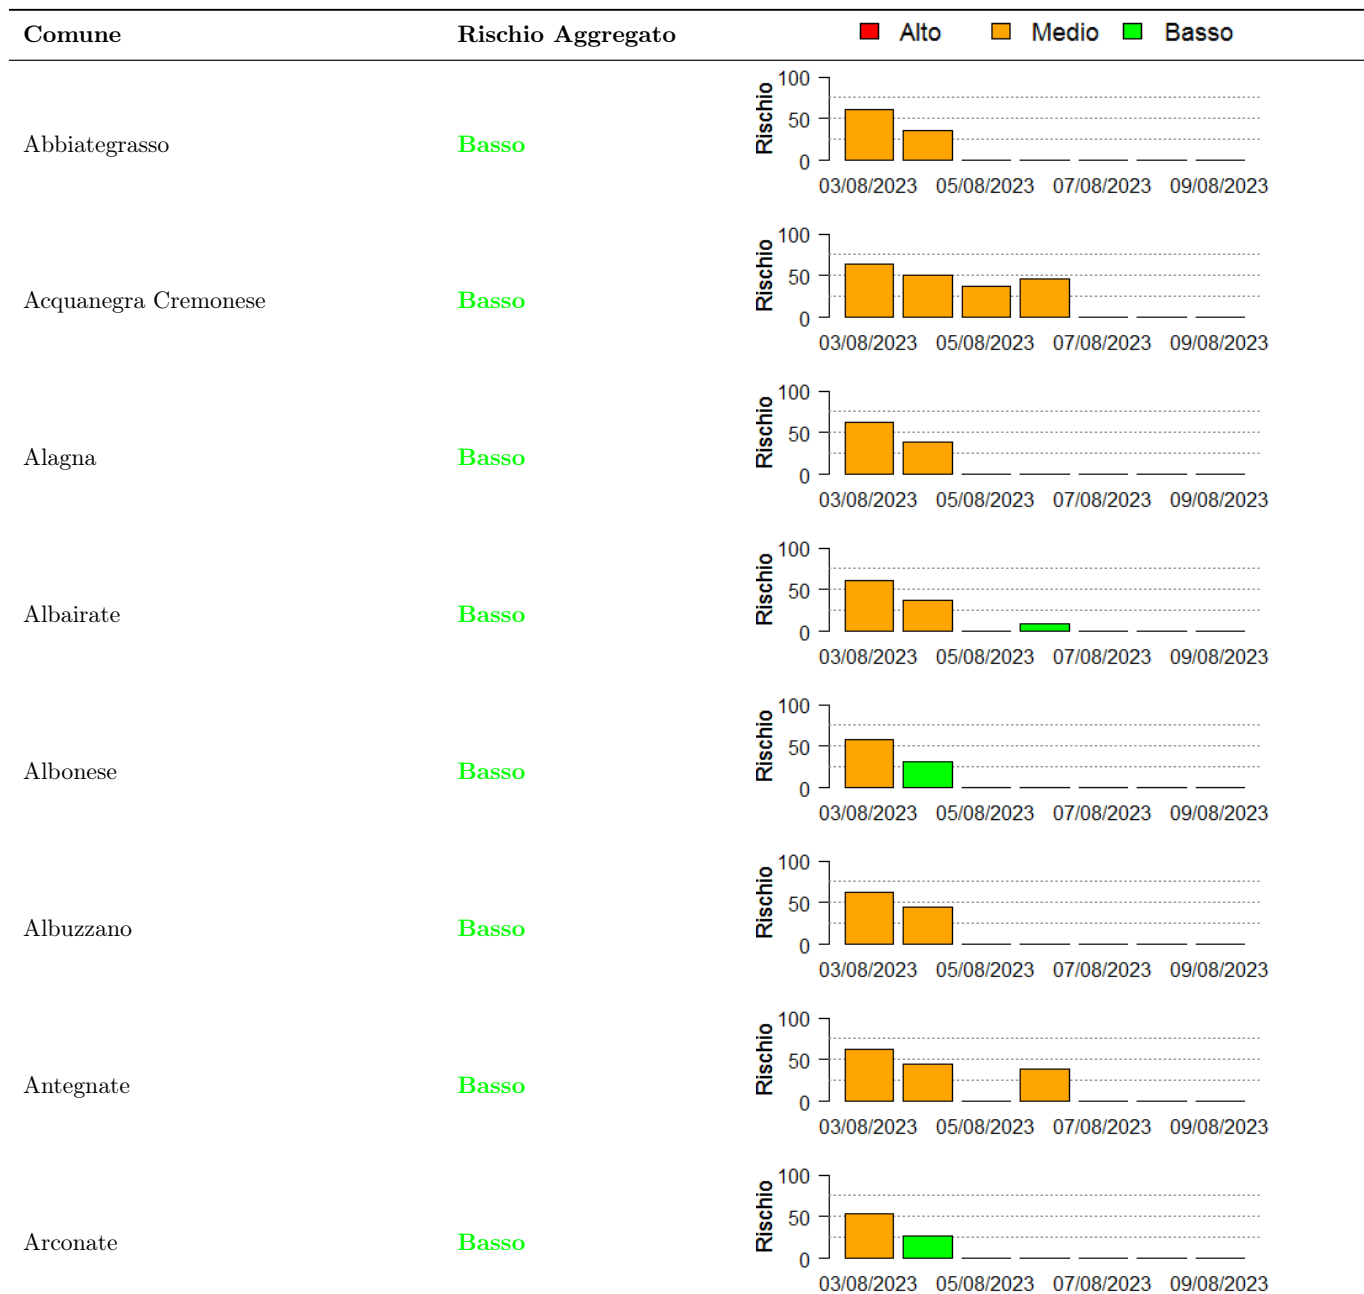 Comune Rischio Aggregato Alto Medio Basso
100
50
0
Rischio
Abbiategrasso Basso
03/08/2023 05/08/2023 07/08/2023 09/08/2023
100
50
0
Rischio
Acquanegra Cremonese Basso
03/08/2023 05/08/2023 07/08/2023 09/08/2023
100
50
0
Rischio
Alagna Basso
03/08/2023 05/08/2023 07/08/2023 09/08/2023
100
50
0
Rischio
Albairate Basso
03/08/2023 05/08/2023 07/08/2023 09/08/2023
100
50
0
Rischio
Albonese Basso
03/08/2023 05/08/2023 07/08/2023 09/08/2023
100
50
0
Rischio
Albuzzano Basso
03/08/2023 05/08/2023 07/08/2023 09/08/2023
100
50
0
Rischio
Antegnate Basso
03/08/2023 05/08/2023 07/08/2023 09/08/2023
100
50
0
Rischio
Arconate Basso
03/08/2023 05/08/2023 07/08/2023 09/08/2023